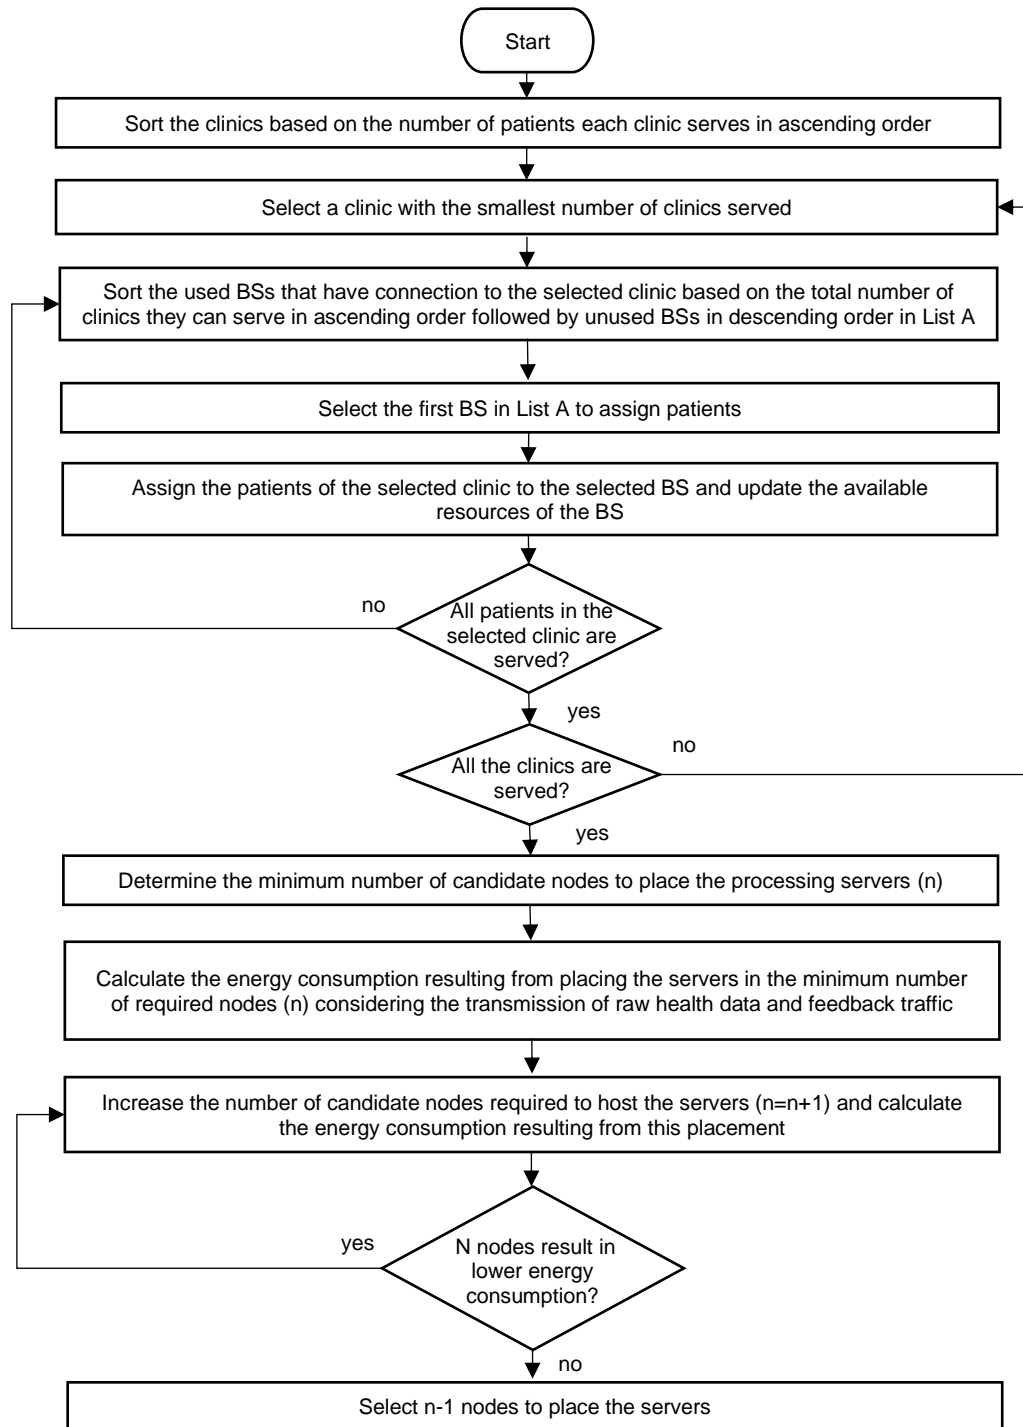 Start
Sort the clinics based on the number of patients each clinic serves in ascending order
Select a clinic with the smallest number of clinics served
Sort the used BSs that have connection to the selected clinic based on the total number of
clinics they can serve in ascending order followed by unused BSs in descending order in List A
Select the first BS in List A to assign patients
Assign the patients of the selected clinic to the selected BS and update the available
resources of the BS
no
All patients in the
selected clinic are
served?
yes
no
All the clinics are
served?
yes
Determine the minimum number of candidate nodes to place the processing servers (n)
Calculate the energy consumption resulting from placing the servers in the minimum number
of required nodes (n) considering the transmission of raw health data and feedback traffic
Increase the number of candidate nodes required to host the servers (n=n+1) and calculate
the energy consumption resulting from this placement
yes
N nodes result in
lower energy
consumption?
no
Select n-1 nodes to place the servers